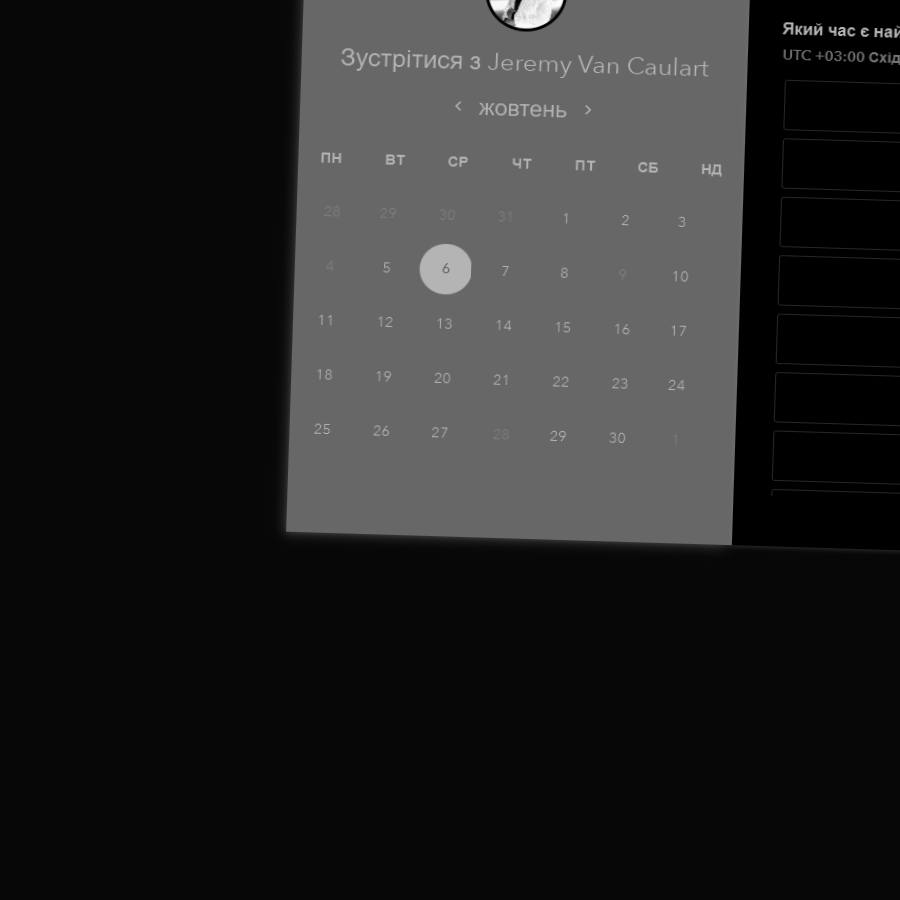 Зустрітися з Jeremy Van Caulart
жовтень
ПН ВТ СР ЧТ ПТ СБ НД
28 29 30 31 1 2 3
4 5 6 7 8 9 10
11 12 13 14 15 16 17
18 19 20 21 22 23 24
25 26 27 28 29 30 1
Який час є най
UTC +03:00 Схід